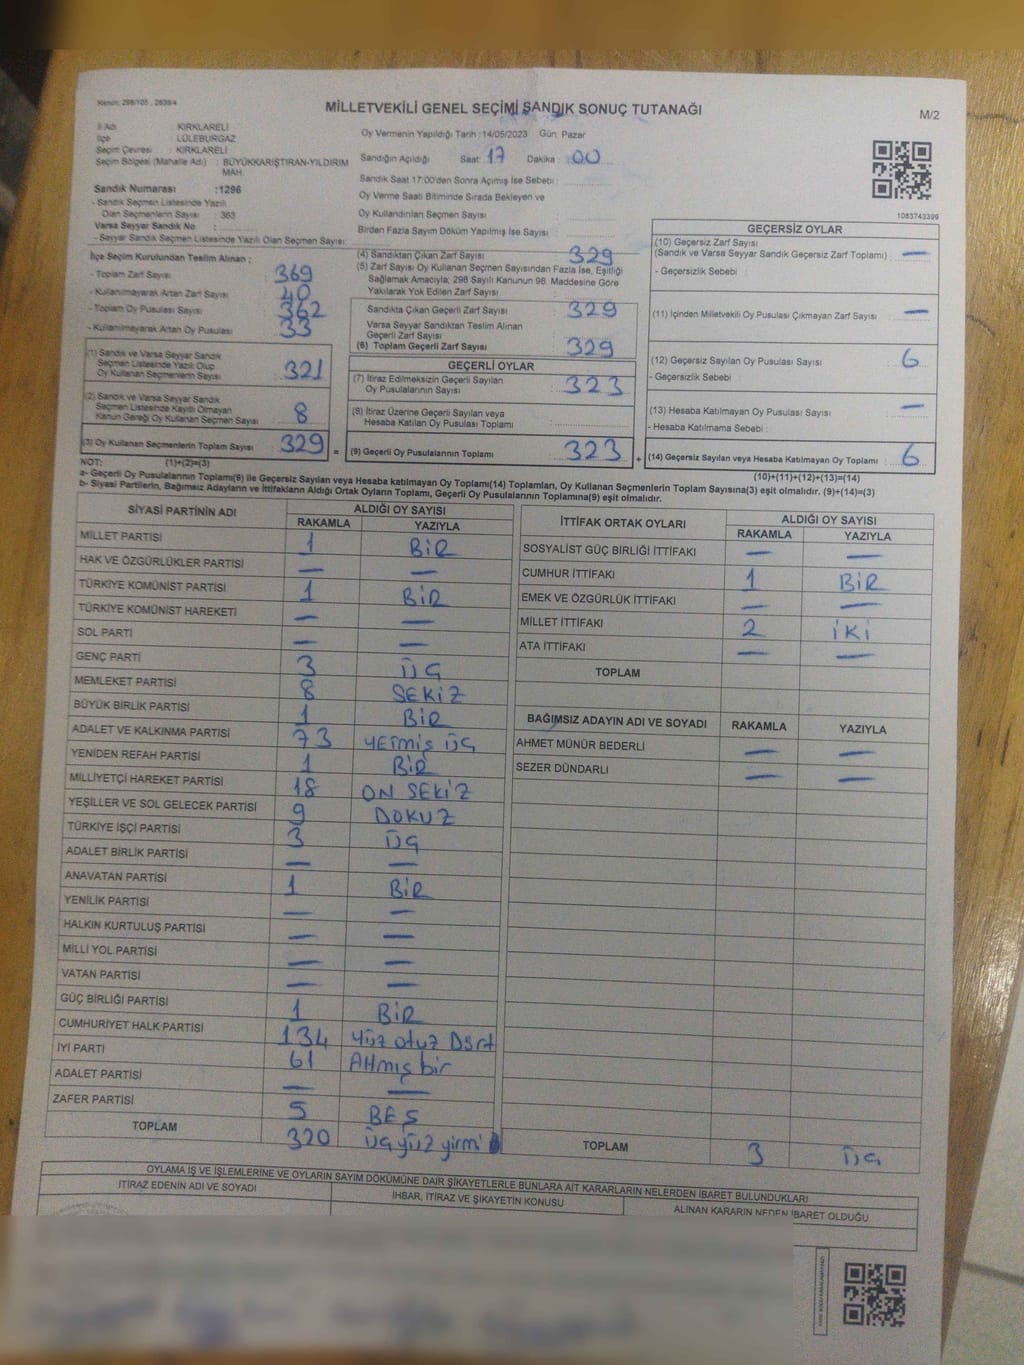 Kanun: 298/105 , 2839/4
MİLLETVEKİLİ GENEL SEÇİMİ SANDIK SONUÇ TUTANAĞI
M/2
İl Adı : KIRKLARELİ
İlçe : LÜLEBURGAZ
Seçim Çevresi : KIRKLARELİ
Seçim Bölgesi (Mahalle Adı) : BÜYÜKKARIŞTIRAN-YILDIRIM MAH.
Sandık Numarası :1296
- Sandık Seçmen Listesinde Yazılı
Olan Seçmenlerin Sayısı : 363
Varsa Seyyar Sandık No :
- Seyyar Sandık Seçmen Listesinde Yazılı Olan Seçmen Sayısı:
Oy Vermenin Yapıldığı Tarih :14/05/2023 Gün: Pazar
Sandığın Açıldığı Saat: 17 Dakika : 00
Sandık Saat 17:00'den Sonra Açılmış İse Sebebi :
Oy Verme Saati Bitiminde Sırada Bekleyen ve
Oy Kullandırılan Seçmen Sayısı :
Birden Fazla Sayım Döküm Yapılmış İse Sayısı :
1083743399
İlçe Seçim Kurulundan Teslim Alınan ;
- Toplam Zarf Sayısı : 369
- Kullanılmayarak Artan Zarf Sayısı : 40
- Toplam Oy Pusulası Sayısı : 362
- Kullanılmayarak Artan Oy Pusulası : 33
(1) Sandık ve Varsa Seyyar Sandık
Seçmen Listesinde Yazılı Olup
Oy Kullanan Seçmenlerin Sayısı : 321
(2) Sandık ve Varsa Seyyar Sandık
Seçmen Listesinde Kayıtlı Olmayan
Kanun Gereği Oy Kullanan Seçmen Sayısı : 8
(3) Oy Kullanan Seçmenlerin Toplam Sayısı : 329 =
(4) Sandıktan Çıkan Zarf Sayısı : 329
(5) Zarf Sayısı Oy Kullanan Seçmen Sayısından Fazla İse, Eşitliği
Sağlamak Amacıyla; 298 Sayılı Kanunun 98. Maddesine Göre
Yakılarak Yok Edilen Zarf Sayısı :
Sandıkta Çıkan Geçerli Zarf Sayısı : 329
Varsa Seyyar Sandıktan Teslim Alınan
Geçerli Zarf Sayısı :
(6) Toplam Geçerli Zarf Sayısı : 329
GEÇERLİ OYLAR
(7) İtiraz Edilmeksizin Geçerli Sayılan
Oy Pusulalarının Sayısı : 323
(8) İtiraz Üzerine Geçerli Sayılan veya
Hesaba Katılan Oy Pusulası Toplamı :
(9) Geçerli Oy Pusulalarının Toplamı : 323 +
GEÇERSİZ OYLAR
(10) Geçersiz Zarf Sayısı
(Sandık ve Varsa Seyyar Sandık Geçersiz Zarf Toplamı) : —
- Geçersizlik Sebebi :
(11) İçinden Milletvekili Oy Pusulası Çıkmayan Zarf Sayısı : —
(12) Geçersiz Sayılan Oy Pusulası Sayısı : 6
- Geçersizlik Sebebi :
(13) Hesaba Katılmayan Oy Pusulası Sayısı : —
- Hesaba Katılmama Sebebi :
(14) Geçersiz Sayılan veya Hesaba Katılmayan Oy Toplamı : 6
NOT: (1)+(2)=(3) (10)+(11)+(12)+(13)=(14)
a- Geçerli Oy Pusulalarının Toplamı(9) ile Geçersiz veya Hesaba katılmayan Oy Toplamı(14) Toplamları, Oy Kullanan Seçmenlerin Toplam Sayısına(3) eşit olmalıdır. (9)+(14)=(3)
b- Siyasi Partilerin, Bağımsız Adayların ve İttifakların Aldığı Ortak Oyların Toplamı, Geçerli Oy Pusulalarının Toplamına(9) eşit olmalıdır.
SİYASİ PARTİNİN ADI ALDIĞI OY SAYISI
RAKAMLA YAZIYLA
MİLLET PARTİSİ 1 BİR
HAK VE ÖZGÜRLÜKLER PARTİSİ — —
TÜRKİYE KOMÜNİST PARTİSİ 1 BİR
TÜRKİYE KOMÜNİST HAREKETİ — —
SOL PARTİ — —
GENÇ PARTİ 3 ÜÇ
MEMLEKET PARTİSİ 8 SEKİZ
BÜYÜK BİRLİK PARTİSİ 1 BİR
ADALET VE KALKINMA PARTİSİ 73 YETMİŞ ÜÇ
YENİDEN REFAH PARTİSİ 1 BİR
MİLLİYETÇİ HAREKET PARTİSİ 18 ON SEKİZ
YEŞİLLER VE SOL GELECEK PARTİSİ 9 DOKUZ
TÜRKİYE İŞÇİ PARTİSİ 3 ÜÇ
ADALET BİRLİK PARTİSİ — —
ANAVATAN PARTİSİ 1 BİR
YENİLİK PARTİSİ — —
HALKIN KURTULUŞ PARTİSİ — —
MİLLİ YOL PARTİSİ — —
VATAN PARTİSİ — —
GÜÇ BİRLİĞİ PARTİSİ 1 BİR
CUMHURİYET HALK PARTİSİ 134 Yüz otuz Dört
İYİ PARTİ 61 Altmış bir
ADALET PARTİSİ — —
ZAFER PARTİSİ 5 BEŞ
TOPLAM 320 üçyüz yirmi
İTTİFAK ORTAK OYLARI ALDIĞI OY SAYISI
RAKAMLA YAZIYLA
SOSYALİST GÜÇ BİRLİĞİ İTTİFAKI — —
CUMHUR İTTİFAKI 1 BİR
EMEK VE ÖZGÜRLÜK İTTİFAKI — —
MİLLET İTTİFAKI 2 İKİ
ATA İTTİFAKI — —
TOPLAM
BAĞIMSIZ ADAYIN ADI VE SOYADI RAKAMLA YAZIYLA
AHMET MÜNÜR BEDERLİ — —
SEZER DÜNDARLI — —
TOPLAM 3 ÜÇ
OYLAMA İŞ VE İŞLEMLERİNE VE OYLARIN SAYIM DÖKÜMÜNE DAİR ŞİKAYETLERLE BUNLARA AİT KARARLARIN NELERDEN İBARET BULUNDUKLARI
İTİRAZ EDENİN ADI VE SOYADI
İHBAR, İTİRAZ VE ŞİKAYETİN KONUSU
ALINAN KARARIN NEDEN İBARET OLDUĞU